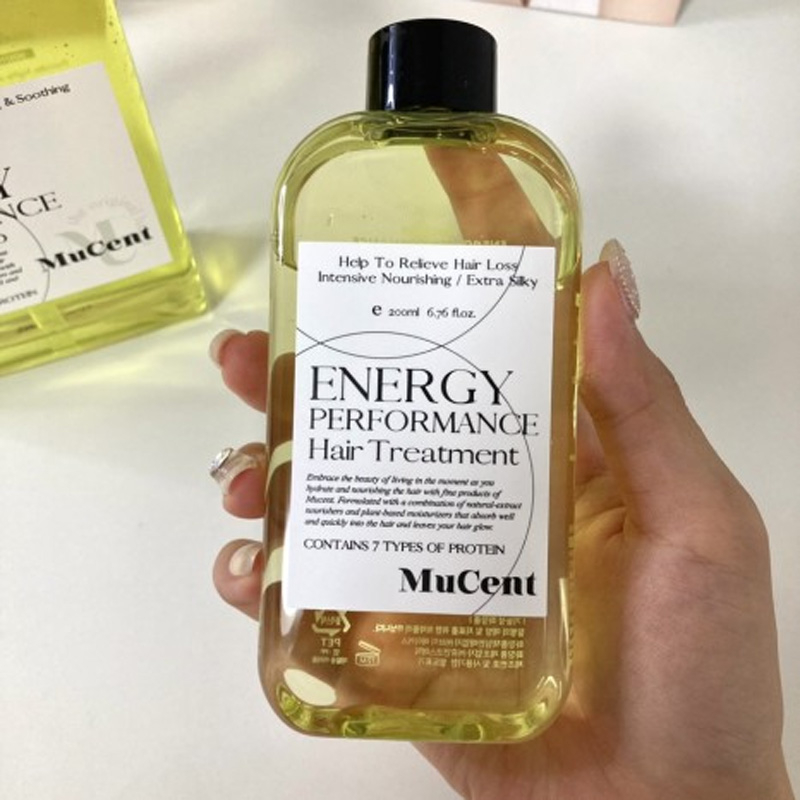 & Soothing
Y
ANCE
MuCent
ROTEIN
Help To Relieve Hair Loss
Intensive Nourishing / Extra Silky
e 200ml 6.76 fl.oz.
ENERGY
PERFORMANCE
Hair Treatment
Embrace the beauty of living in the moment as you
hydrate and nourishing the hair with fine products of
Mucent. Formulated with a combination of natural-extract
nourishers and plant-based moisturizers that absorb well
and quickly into the hair and leaves your hair glow.
CONTAINS 7 TYPES OF PROTEIN
MuCent
PET